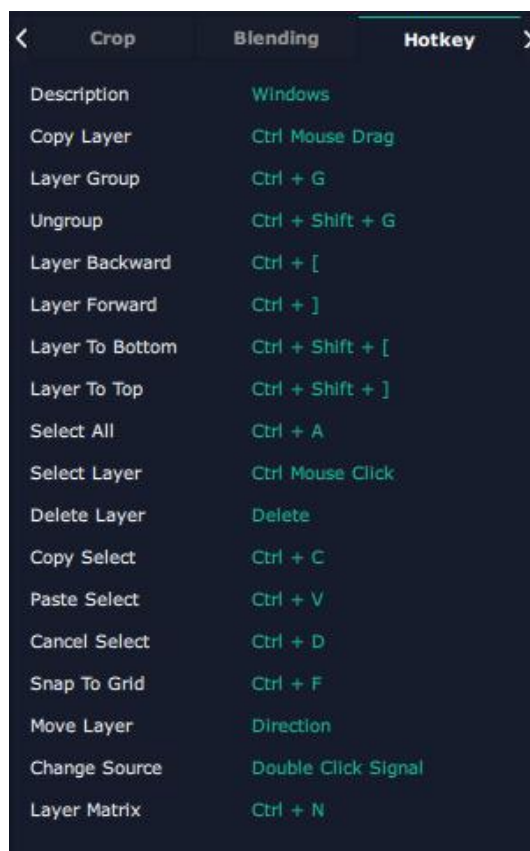 Crop Blending Hotkey
Description Windows
Copy Layer Ctrl Mouse Drag
Layer Group Ctrl + G
Ungroup Ctrl + Shift + G
Layer Backward Ctrl + [
Layer Forward Ctrl + ]
Layer To Bottom Ctrl + Shift + [
Layer To Top Ctrl + Shift + ]
Select All Ctrl + A
Select Layer Ctrl Mouse Click
Delete Layer Delete
Copy Select Ctrl + C
Paste Select Ctrl + V
Cancel Select Ctrl + D
Snap To Grid Ctrl + F
Move Layer Direction
Change Source Double Click Signal
Layer Matrix Ctrl + N